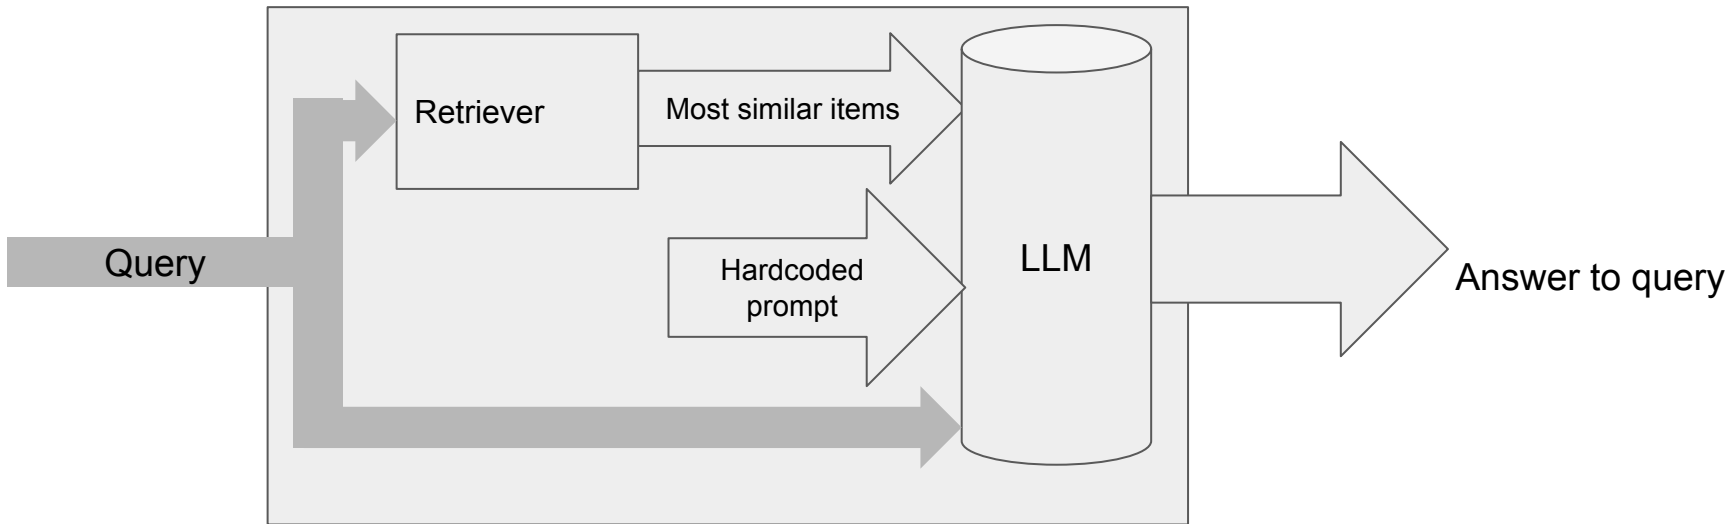 Retriever
Most similar items
Query
Hardcoded
prompt
LLM
Answer to query